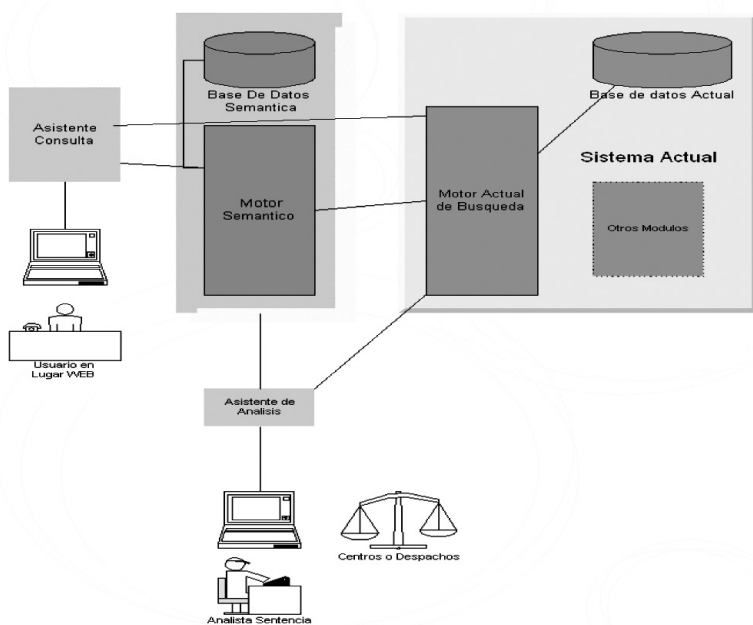 Base De Datos
Semantica
Base de datos Actual
Asistente
Consulta
Sistema Actual
Motor
Semantico
Motor Actual
de Busqueda
Otros Modulos
Usuario en
Lugar WEB
Asistente de
Analisis
Centros o Despachos
Analista Sentencia